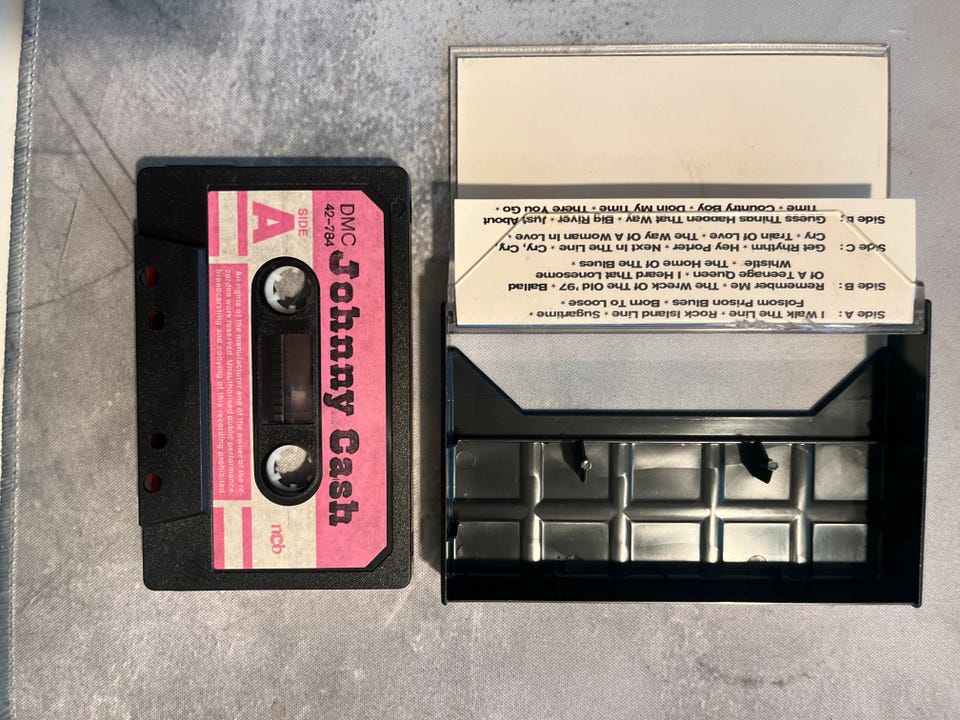 DMC
42-784
Johnny Cash
SIDE
A
All rights of the manufacturer and of the owner of the re-
corded work reserved. Unauthorised public performance,
broadcasting and copying of this recording prohibited.
ncb
Side A: I Walk The Line * Rock Island Line * Sugartime *
Folsom Prison Blues * Born To Loose *
Side B: Remember Me * The Wreck Of The Old '97 * Ballad
Of A Teenage Queen * I Heard That Lonesome
Whistle * The Home Of The Blues *
Side C: Get Rhythm * Hey Porter * Next In The Line * Cry, Cry,
Cry * Train Of Love * The Way Of A Woman In Love *
Guess Things Happen That Way * Big River * Just About
Time * Country Boy * Doin My Time * There You Go *